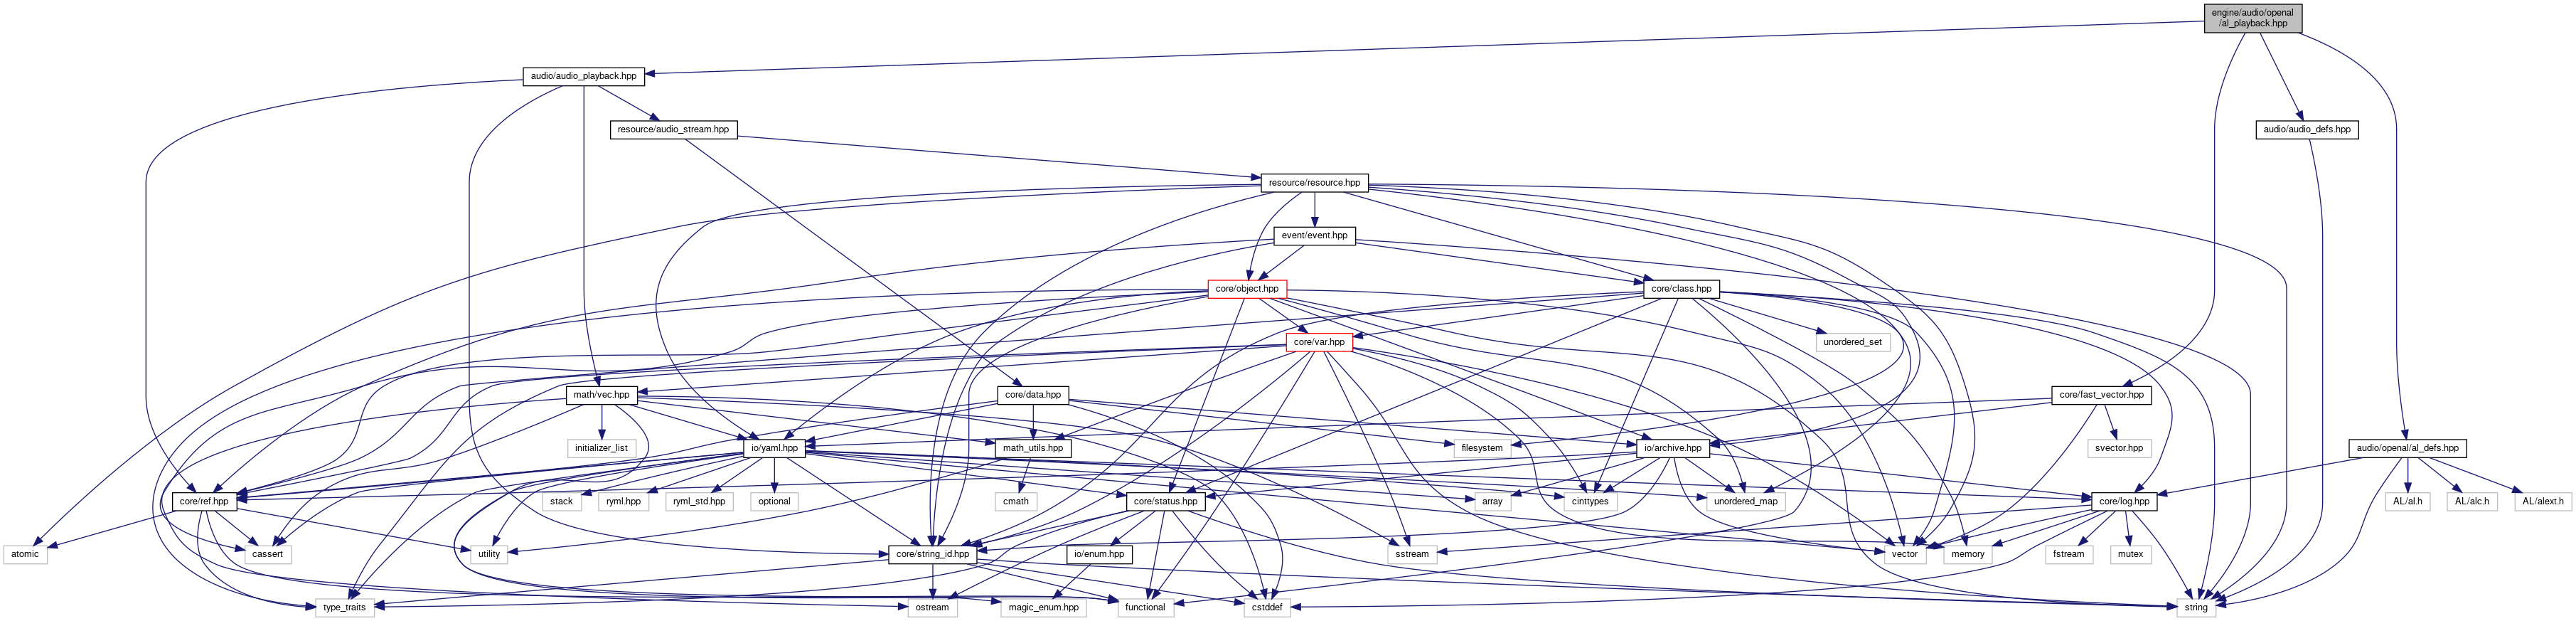 engine/audio/openal
/al_playback.hpp
audio/audio_playback.hpp
resource/audio_stream.hpp
audio/audio_defs.hpp
resource/resource.hpp
event/event.hpp
core/object.hpp
core/class.hpp
core/var.hpp
unordered_set
math/vec.hpp
core/data.hpp
core/fast_vector.hpp
initializer_list
io/yaml.hpp
math_utils.hpp
filesystem
io/archive.hpp
svector.hpp
audio/openal/al_defs.hpp
core/ref.hpp
stack
ryml.hpp
ryml_std.hpp
optional
cmath
core/status.hpp
array
cinttypes
unordered_map
core/log.hpp
AL/al.h
AL/alc.h
AL/alext.h
atomic
cassert
utility
core/string_id.hpp
io/enum.hpp
sstream
vector
memory
fstream
mutex
type_traits
ostream
magic_enum.hpp
functional
cstddef
string